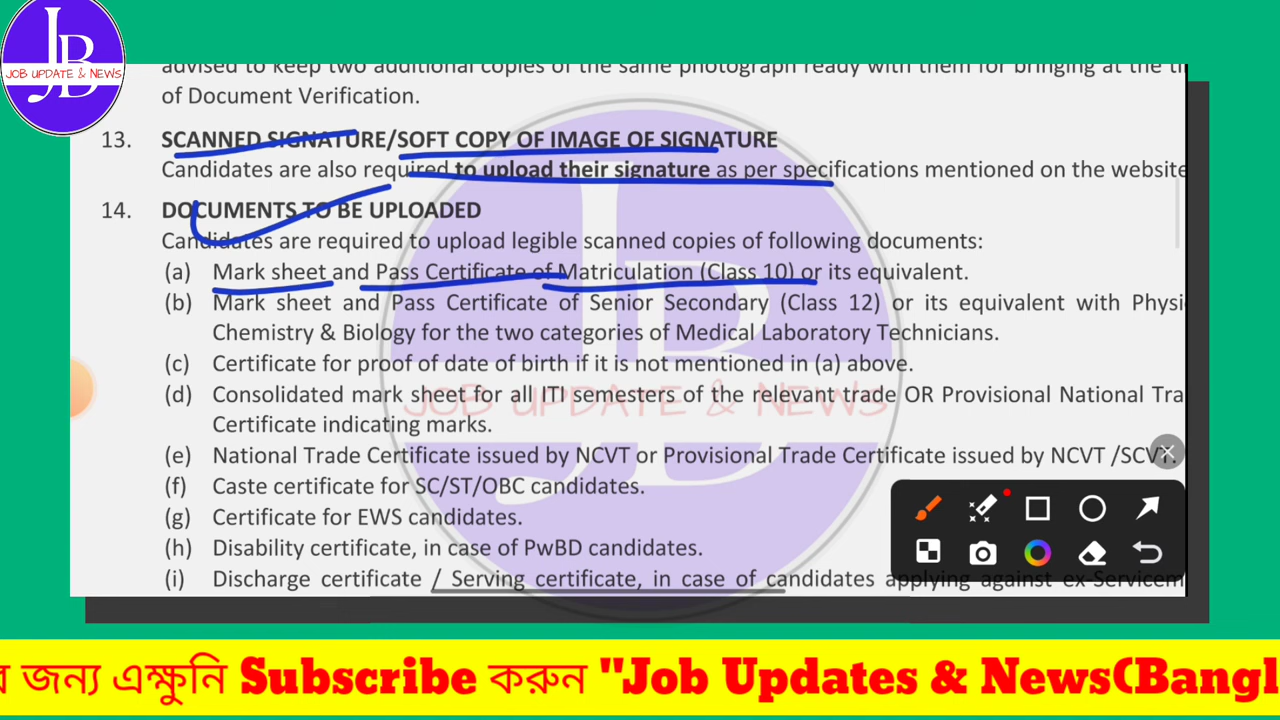 JB
JOB UPDATE & NEWS
advised to keep two additional copies of the same photograph ready with them for bringing at the
of Document Verification.
13. SCANNED SIGNATURE/SOFT COPY OF IMAGE OF SIGNATURE
Candidates are also required to upload their signature as per specifications mentioned on the website
14. DOCUMENTS TO BE UPLOADED
Candidates are required to upload legible scanned copies of following documents:
(a) Mark sheet and Pass Certificate of Matriculation (Class 10) or its equivalent.
(b) Mark sheet and Pass Certificate of Senior Secondary (Class 12) or its equivalent with Physi
Chemistry & Biology for the two categories of Medical Laboratory Technicians.
(c) Certificate for proof of date of birth if it is not mentioned in (a) above.
(d) Consolidated mark sheet for all ITI semesters of the relevant trade OR Provisional National Tra
Certificate indicating marks.
JOB UPDATE & NEWS
(e) National Trade Certificate issued by NCVT or Provisional Trade Certificate issued by NCVT /SCVT.
(f) Caste certificate for SC/ST/OBC candidates.
(g) Certificate for EWS candidates.
(h) Disability certificate, in case of PwBD candidates.
(i) Discharge certificate / Serving certificate, in case of candidates applying against ex-Servicem
র জন্য এক্ষুনি Subscribe করুন "Job Updates & News(Bangl